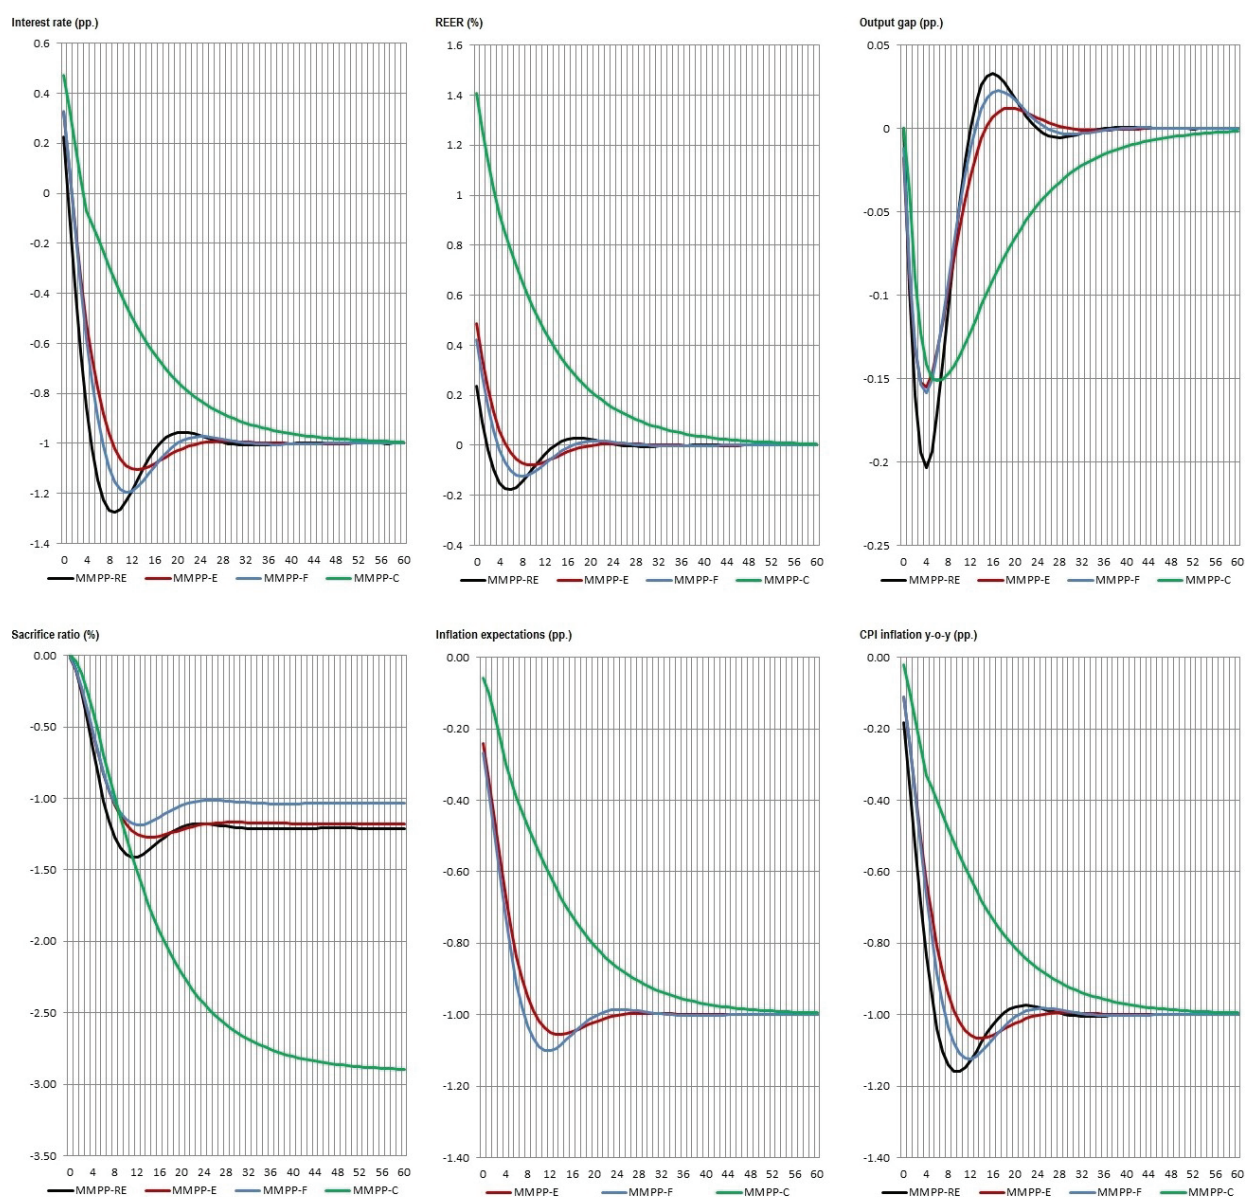 Interest rate (pp.)
0.6
0.4
0.2
0
-0.2
-0.4
-0.6
-0.8
-1
-1.2
-1.4
0 4 8 12 16 20 24 28 32 36 40 44 48 52 56 60
MMPP-RE MMPP-E MMPP-F MMPP-C
REER (%)
1.6
1.4
1.2
1
0.8
0.6
0.4
0.2
0
-0.2
-0.4
0 4 8 12 16 20 24 28 32 36 40 44 48 52 56 60
MMPP-RE MMPP-E MMPP-F MMPP-C
Output gap (pp.)
0.05
0
-0.05
-0.1
-0.15
-0.2
-0.25
0 4 8 12 16 20 24 28 32 36 40 44 48 52 56 60
MMPP-RE MMPP-E MMPP-F MMPP-C
Sacrifice ratio (%)
0.00
-0.50
-1.00
-1.50
-2.00
-2.50
-3.00
-3.50
0 4 8 12 16 20 24 28 32 36 40 44 48 52 56 60
MMPP-RE MMPP-E MMPP-F MMPP-C
Inflation expectations (pp.)
0.00
-0.20
-0.40
-0.60
-0.80
-1.00
-1.20
-1.40
0 4 8 12 16 20 24 28 32 36 40 44 48 52 56 60
MMPP-E MMPP-F MMPP-C
CPI inflation y-o-y (pp.)
0.00
-0.20
-0.40
-0.60
-0.80
-1.00
-1.20
-1.40
0 4 8 12 16 20 24 28 32 36 40 44 48 52 56 60
MMPP-RE MMPP-E MMPP-F MMPP-C